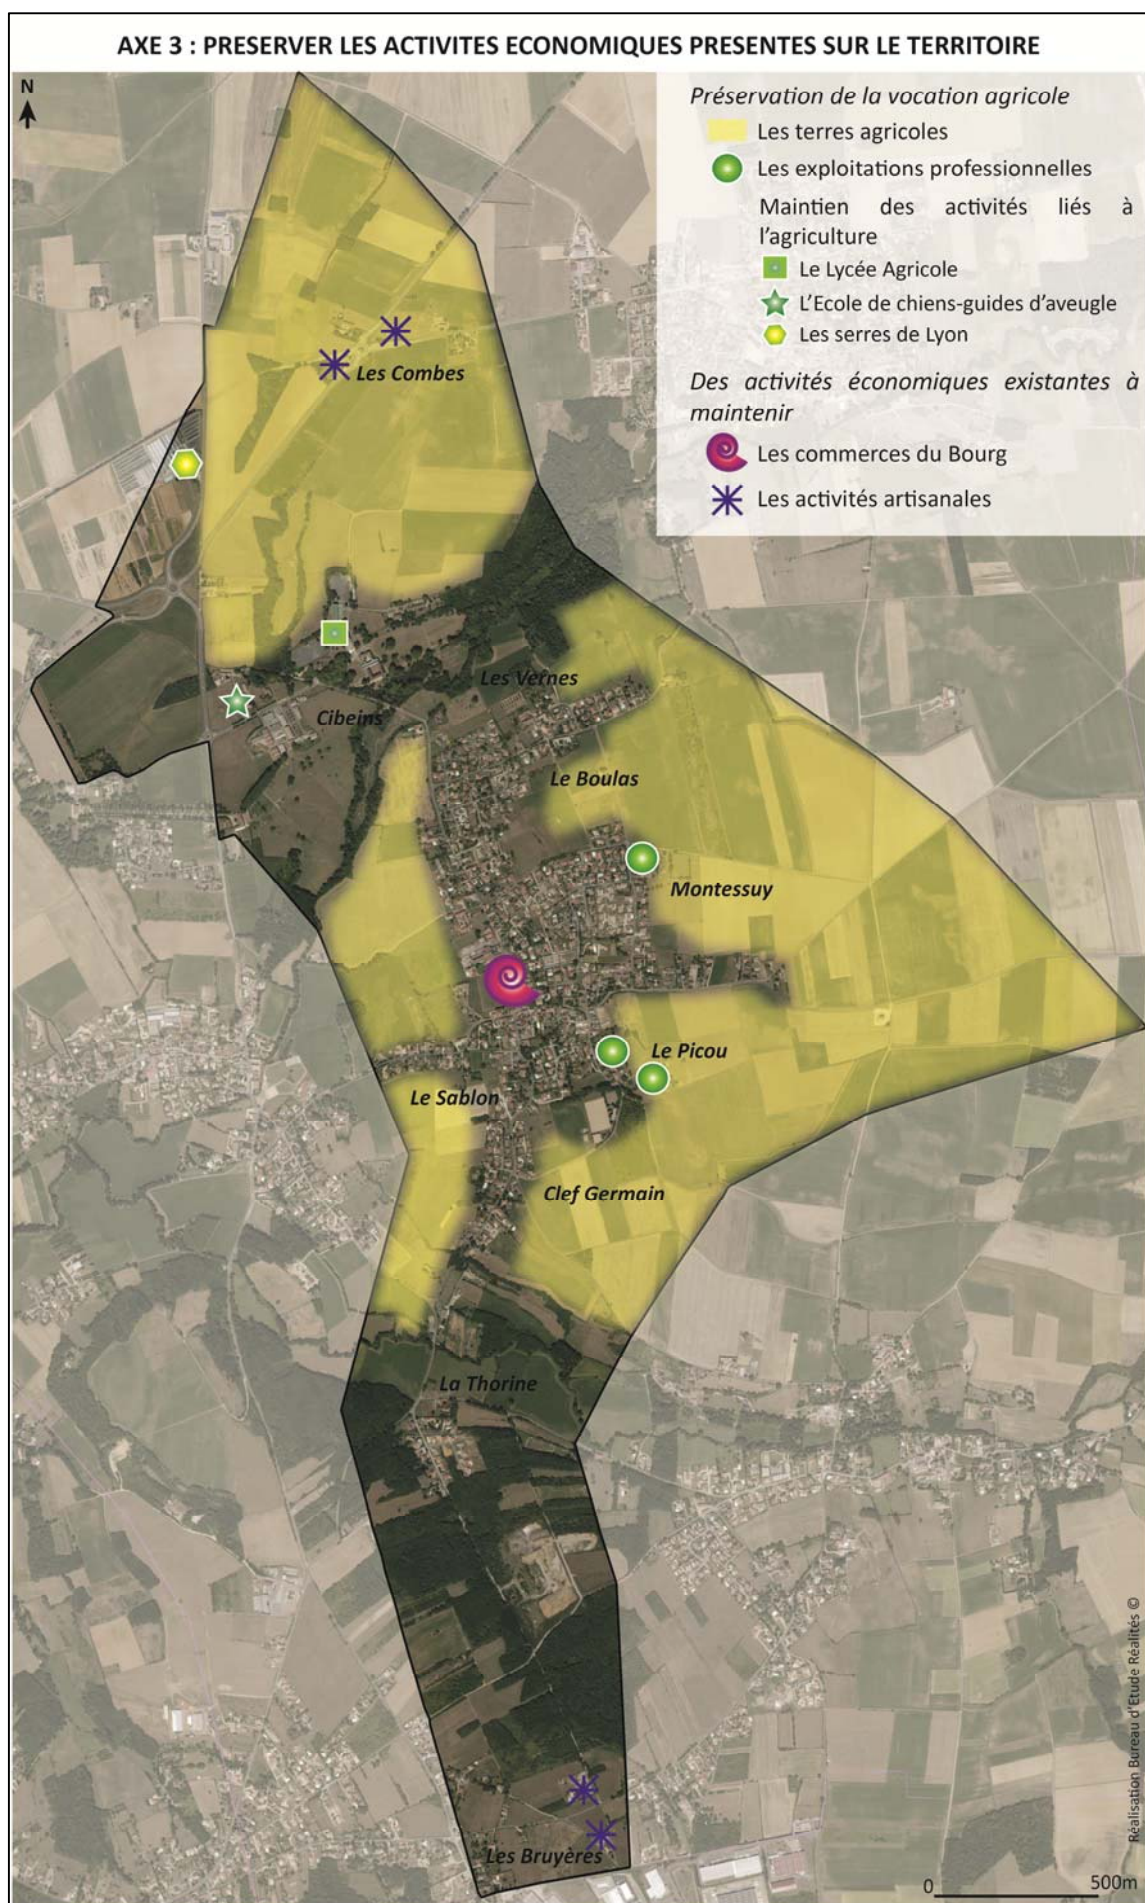 AXE 3 : PRESERVER LES ACTIVITES ECONOMIQUES PRESENTES SUR LE TERRITOIRE
N
Préservation de la vocation agricole
Les terres agricoles
Les exploitations professionnelles
Maintien des activités liés à
l'agriculture
Le Lycée Agricole
L'Ecole de chiens-guides d'aveugle
Les serres de Lyon
Des activités économiques existantes à
maintenir
Les commerces du Bourg
Les activités artisanales
Les Combes
Les Vernes
Cibeins
Le Boulas
Montessuy
Le Picou
Le Sablon
Clef Germain
La Thorine
Les Bruyères
Réalisation Bureau d'Etude Réalités ©
0 500m